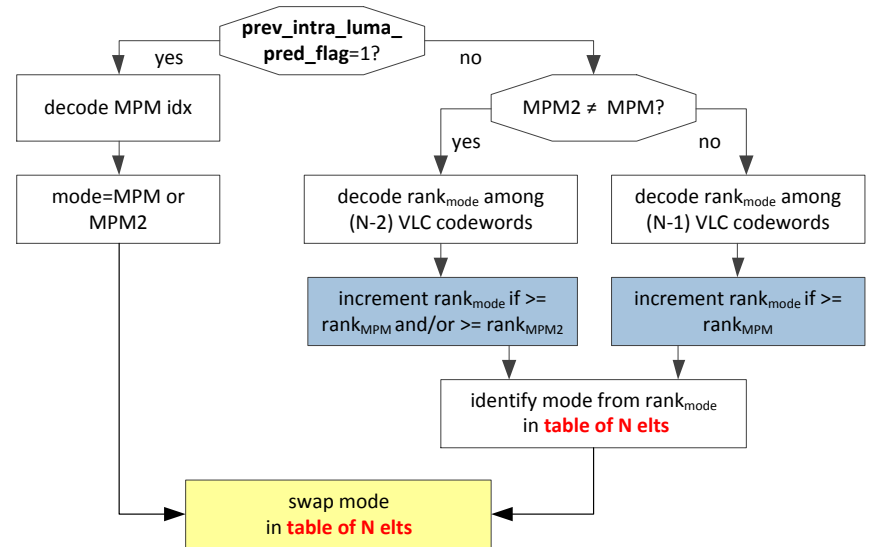 prev_intra_luma_
pred_flag=1?
yes
no
decode MPM idx
MPM2 ≠ MPM?
yes
no
mode=MPM or
MPM2
decode rankmode among
(N-2) VLC codewords
decode rankmode among
(N-1) VLC codewords
increment rankmode if >=
rankMPM and/or >= rankMPM2
increment rankmode if >=
rankMPM
identify mode from rankmode
in table of N elts
swap mode
in table of N elts